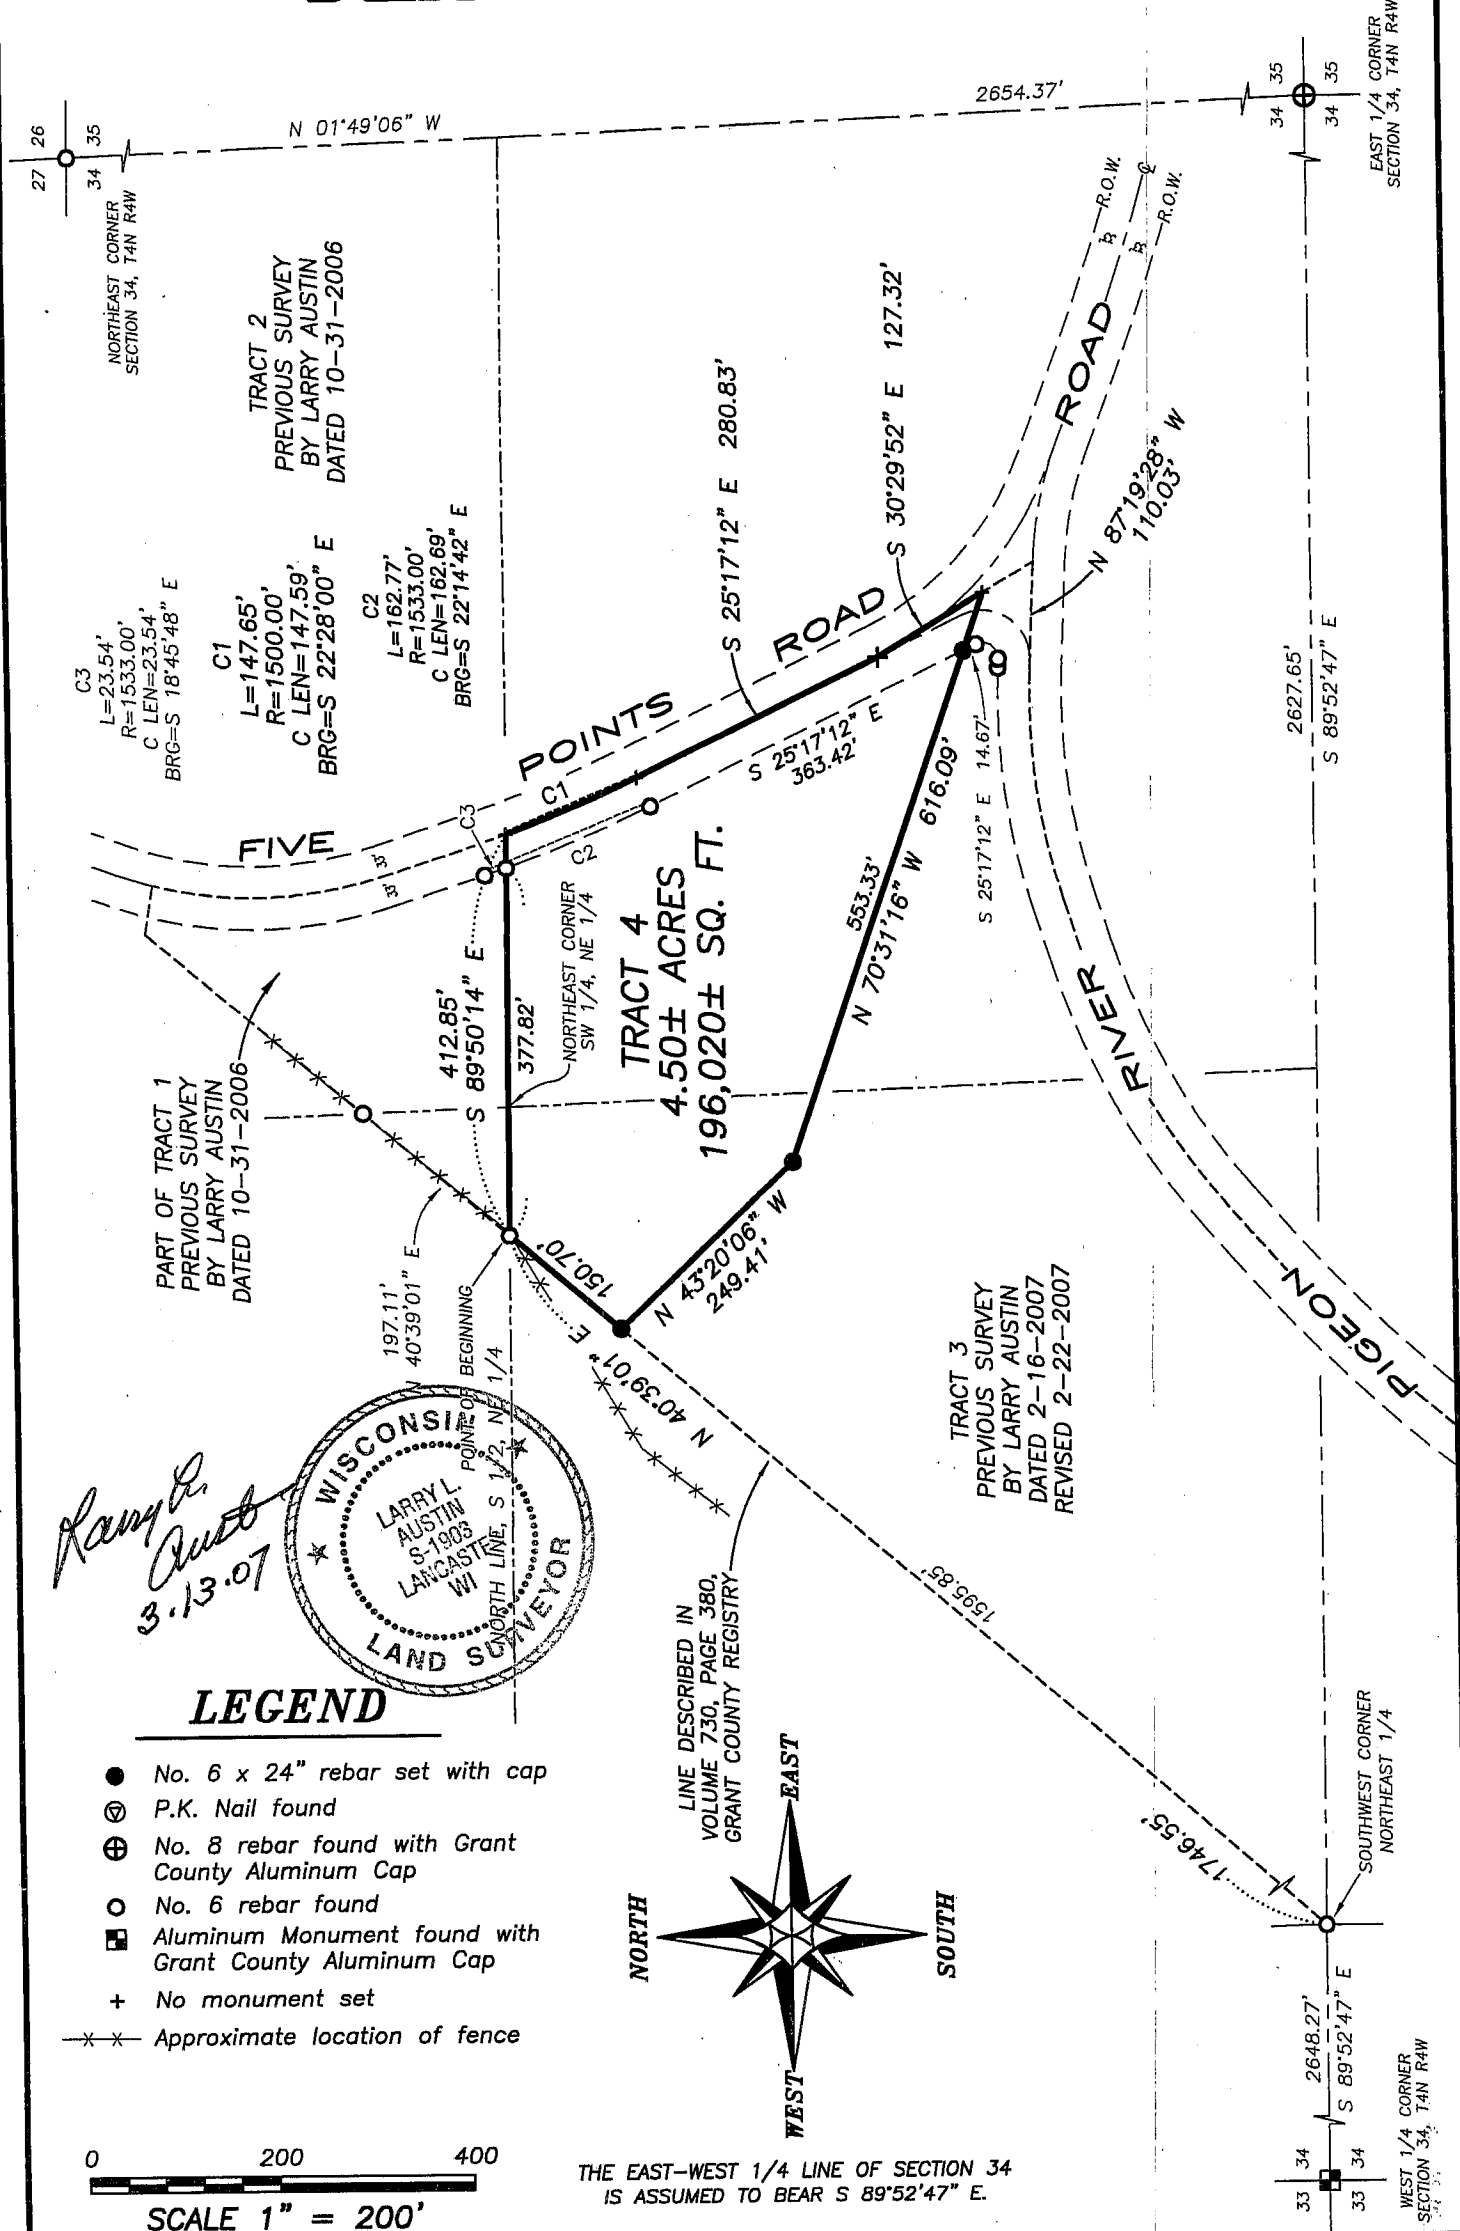 26
27
35
34
NORTHEAST CORNER
SECTION 34, T4N R4W
N 01°49'06" W
2654.37'
35
34
35
34
EAST 1/4 CORNER
SECTION 34, T4N R4W
TRACT 2
PREVIOUS SURVEY
BY LARRY AUSTIN
DATED 10-31-2006
C3
L=23.54'
R=1533.00'
C LEN=23.54'
BRG=S 18°45'48" E
C1
L=147.65'
R=1500.00'
C LEN=147.59'
BRG=S 22°28'00" E
C2
L=162.77'
R=1533.00'
C LEN=162.69'
BRG=S 22°14'42" E
S 25°17'12" E 280.83'
S 30°29'52" E 127.32'
R.O.W.
R.O.W.
33'
33'
N 87°19'28" W
110.03'
FIVE
POINTS
ROAD
33'
33'
C3
C1
C2
S 25°17'12" E
363.42'
S 25°17'12" E 14.67'
616.09'
553.33'
N 70°31'16" W
2627.65'
S 89°52'47" E
PART OF TRACT 1
PREVIOUS SURVEY
BY LARRY AUSTIN
DATED 10-31-2006
412.85'
S 89°50'14" E
377.82'
NORTHEAST CORNER
SW 1/4, NE 1/4
TRACT 4
4.50± ACRES
196,020± SQ. FT.
PIGEON
RIVER
ROAD
197.11'
N 40°39'01" E
POINT OF BEGINNING
NORTH LINE, S 1/2, NE 1/4
150.70'
N 40°39'01" E
N 43°20'06" W
249.41'
TRACT 3
PREVIOUS SURVEY
BY LARRY AUSTIN
DATED 2-16-2007
REVISED 2-22-2007
Larry L.
Austin
3.13.07
WISCONSIN
LARRY L.
AUSTIN
S-1903
LANCASTER
WI
LAND SURVEYOR
LINE DESCRIBED IN
VOLUME 730, PAGE 380,
GRANT COUNTY REGISTRY
1595.85'
1746.55'
SOUTHWEST CORNER
NORTHEAST 1/4
2648.27'
S 89°52'47" E
34
33
34
33
WEST 1/4 CORNER
SECTION 34, T4N R4W
LEGEND
No. 6 x 24" rebar set with cap
P.K. Nail found
No. 8 rebar found with Grant
County Aluminum Cap
No. 6 rebar found
Aluminum Monument found with
Grant County Aluminum Cap
No monument set
Approximate location of fence
NORTH
EAST
SOUTH
WEST
0 200 400
SCALE 1" = 200'
THE EAST-WEST 1/4 LINE OF SECTION 34
IS ASSUMED TO BEAR S 89°52'47" E.